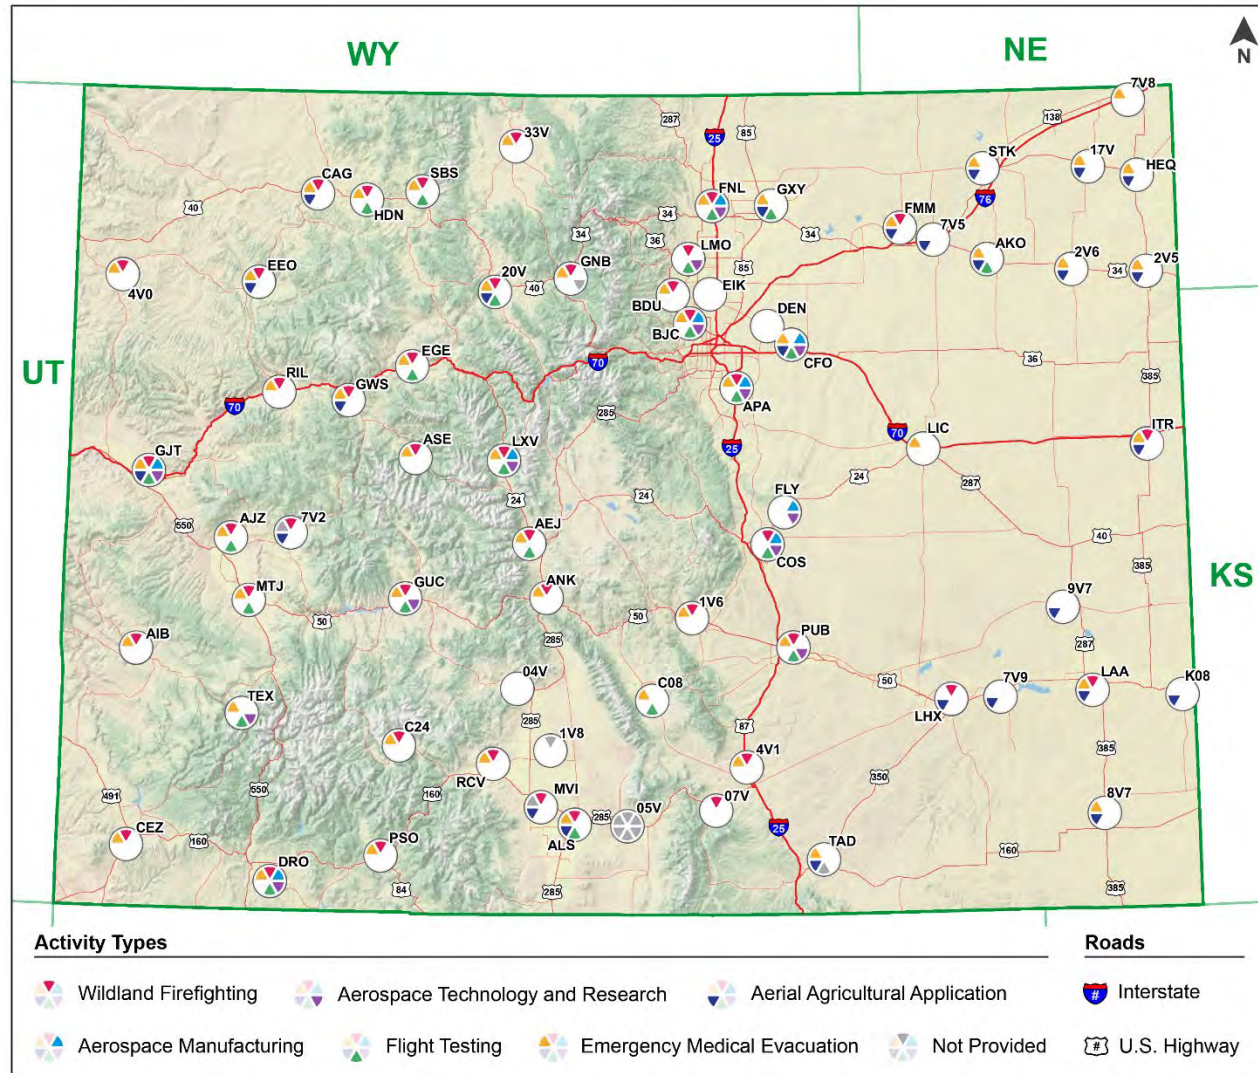 WY
NE
N
7V8
138
33V
287
25
85
STK
17V
HEQ
CAG
SBS
HDN
FNL
GXY
76
40
34
34
FMM
7V5
34
36
LMO
AKO
34
EEO
20V
GNB
85
2V6
34
2V5
4V0
40
BDU
EIK
DEN
BJC
UT
EGE
70
CFO
36
RIL
GWS
385
70
APA
285
ASE
LXV
25
70
LIC
ITR
GJT
24
24
24
287
FLY
550
AJZ
7V2
AEJ
40
COS
385
KS
MTJ
GUC
ANK
1V6
9V7
50
50
AIB
285
PUB
287
04V
C08
50
7V9
LAA
K08
TEX
LHX
C24
285
1V8
87
4V1
385
RCV
350
550
160
MVI
285
05V
07V
8V7
491
ALS
25
CEZ
160
PSO
TAD
160
DRO
84
285
385
Activity Types
Roads
Wildland Firefighting
Aerospace Technology and Research
Aerial Agricultural Application
# Interstate
Aerospace Manufacturing
Flight Testing
Emergency Medical Evacuation
Not Provided
# U.S. Highway